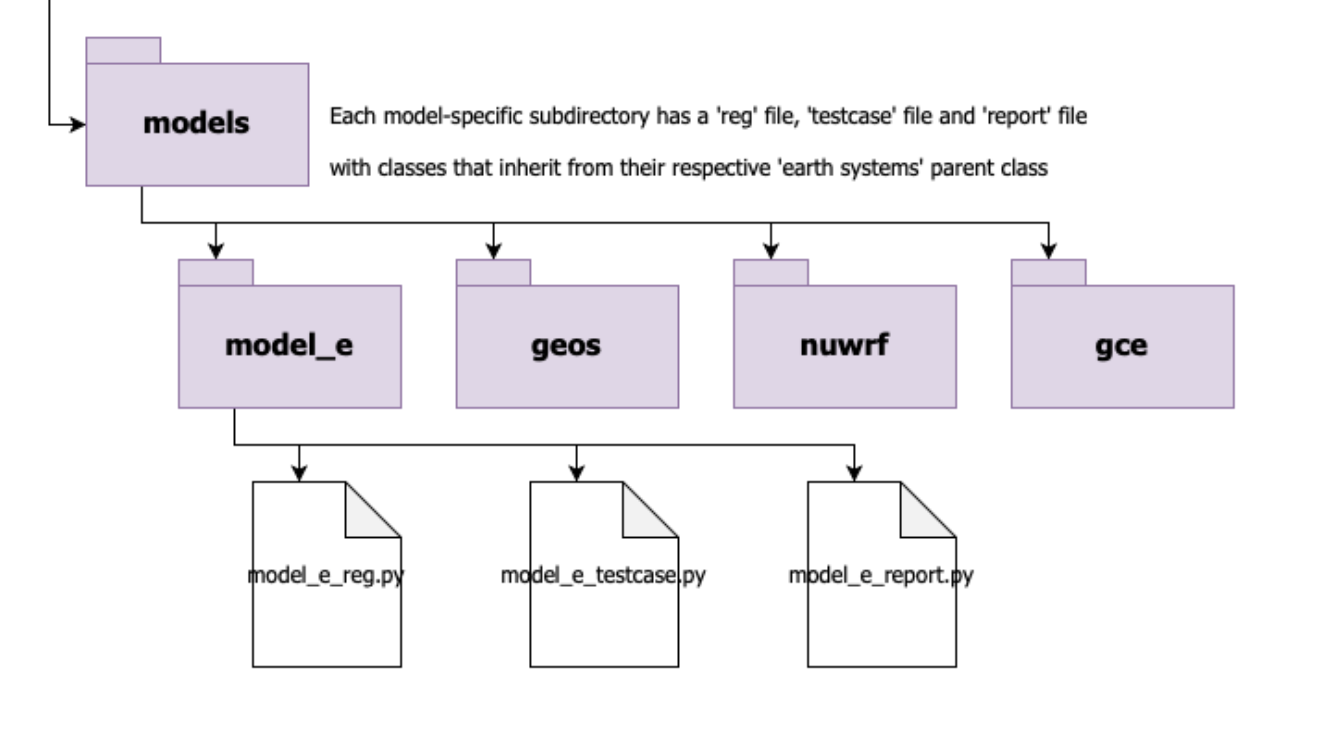 models
Each model-specific subdirectory has a 'reg' file, 'testcase' file and 'report' file
with classes that inherit from their respective 'earth systems' parent class
model_e
geos
nuwrf
gce
model_e_reg.py
model_e_testcase.py
model_e_report.py